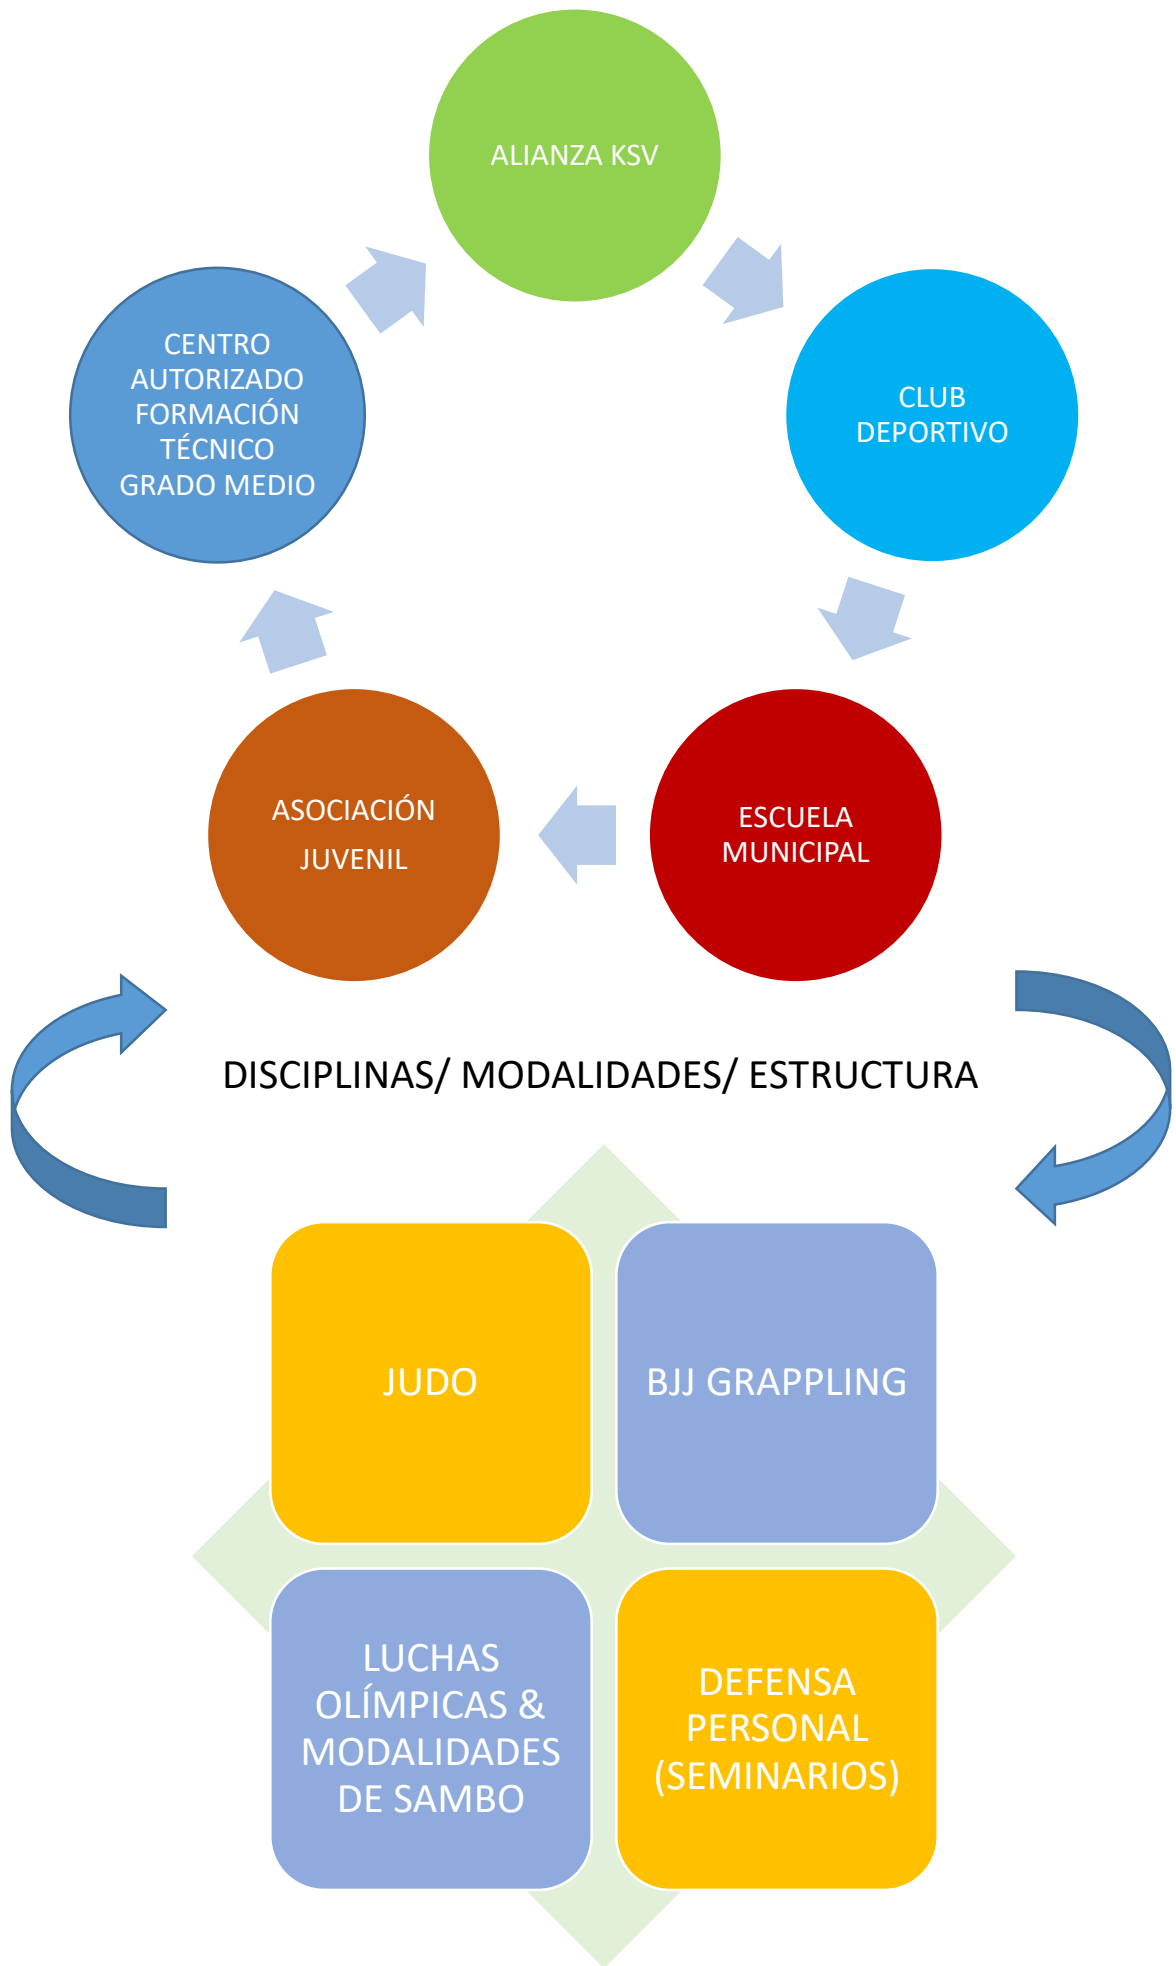 ALIANZA KSV
CENTRO
AUTORIZADO
FORMACIÓN
TÉCNICO
GRADO MEDIO
CLUB
DEPORTIVO
ASOCIACIÓN
JUVENIL
ESCUELA
MUNICIPAL
DISCIPLINAS/ MODALIDADES/ ESTRUCTURA
JUDO
BJJ GRAPPLING
LUCHAS
OLÍMPICAS &
MODALIDADES
DE SAMBO
DEFENSA
PERSONAL
(SEMINARIOS)